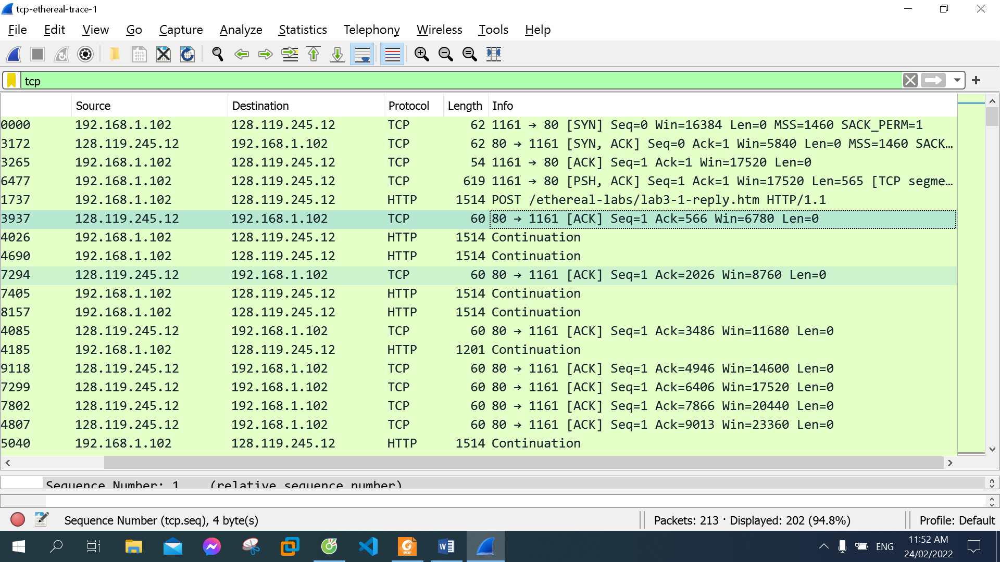 tcp-ethereal-trace-1
File Edit View Go Capture Analyze Statistics Telephony Wireless Tools Help
tcp
Source Destination Protocol Length Info
0000 192.168.1.102 128.119.245.12 TCP 62 1161 → 80 [SYN] Seq=0 Win=16384 Len=0 MSS=1460 SACK_PERM=1
3172 128.119.245.12 192.168.1.102 TCP 62 80 → 1161 [SYN, ACK] Seq=0 Ack=1 Win=5840 Len=0 MSS=1460 SACK…
3265 192.168.1.102 128.119.245.12 TCP 54 1161 → 80 [ACK] Seq=1 Ack=1 Win=17520 Len=0
6477 192.168.1.102 128.119.245.12 TCP 619 1161 → 80 [PSH, ACK] Seq=1 Ack=1 Win=17520 Len=565 [TCP segme…
1737 192.168.1.102 128.119.245.12 HTTP 1514 POST /ethereal-labs/lab3-1-reply.htm HTTP/1.1
3937 128.119.245.12 192.168.1.102 TCP 60 80 → 1161 [ACK] Seq=1 Ack=566 Win=6780 Len=0
4026 192.168.1.102 128.119.245.12 HTTP 1514 Continuation
4690 192.168.1.102 128.119.245.12 HTTP 1514 Continuation
7294 128.119.245.12 192.168.1.102 TCP 60 80 → 1161 [ACK] Seq=1 Ack=2026 Win=8760 Len=0
7405 192.168.1.102 128.119.245.12 HTTP 1514 Continuation
8157 192.168.1.102 128.119.245.12 HTTP 1514 Continuation
4085 128.119.245.12 192.168.1.102 TCP 60 80 → 1161 [ACK] Seq=1 Ack=3486 Win=11680 Len=0
4185 192.168.1.102 128.119.245.12 HTTP 1201 Continuation
9118 128.119.245.12 192.168.1.102 TCP 60 80 → 1161 [ACK] Seq=1 Ack=4946 Win=14600 Len=0
7299 128.119.245.12 192.168.1.102 TCP 60 80 → 1161 [ACK] Seq=1 Ack=6406 Win=17520 Len=0
7802 128.119.245.12 192.168.1.102 TCP 60 80 → 1161 [ACK] Seq=1 Ack=7866 Win=20440 Len=0
4807 128.119.245.12 192.168.1.102 TCP 60 80 → 1161 [ACK] Seq=1 Ack=9013 Win=23360 Len=0
5040 192.168.1.102 128.119.245.12 HTTP 1514 Continuation
Sequence Number: 1 (relative sequence number)
Sequence Number (tcp.seq), 4 byte(s) Packets: 213 · Displayed: 202 (94.8%) Profile: Default
PDF ENG 11:52 AM
24/02/2022